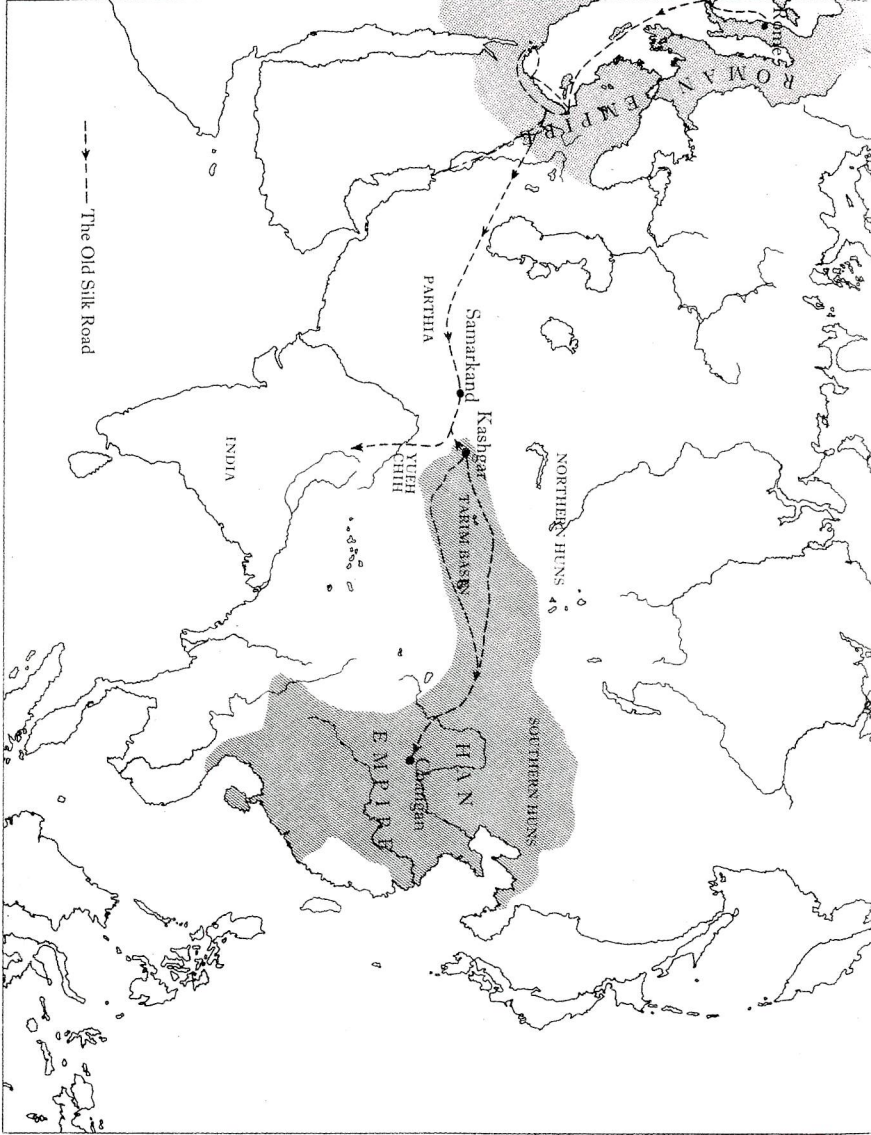 Rome
ROMAN EMPIRE
The Old Silk Road
PARTHIA
Samarkand
Kashgar
NORTHERN HUNS
TARIM BASIN
YUEH
CHIH
INDIA
SOUTHERN HUNS
HAN
EMPIRE
Changan